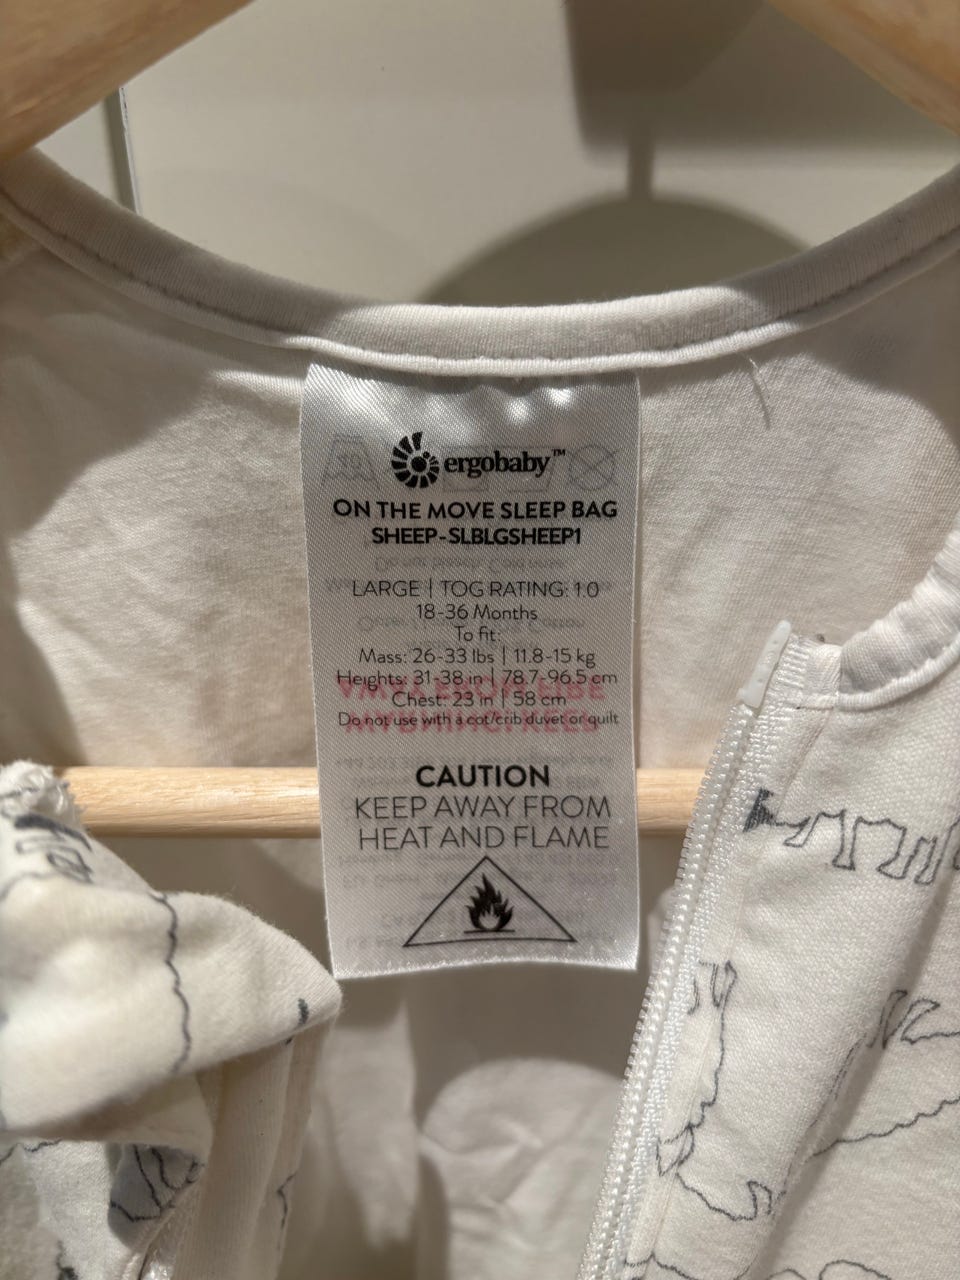 ergobaby™
ON THE MOVE SLEEP BAG
SHEEP-SLBLGSHEEP1
LARGE | TOG RATING: 1.0
18-36 Months
To fit:
Mass: 26-33 lbs | 11.8-15 kg
Heights: 31-38 in | 78.7-96.5 cm
Chest: 23 in | 58 cm
Do not use with a cot/crib duvet or quilt
CAUTION
KEEP AWAY FROM
HEAT AND FLAME